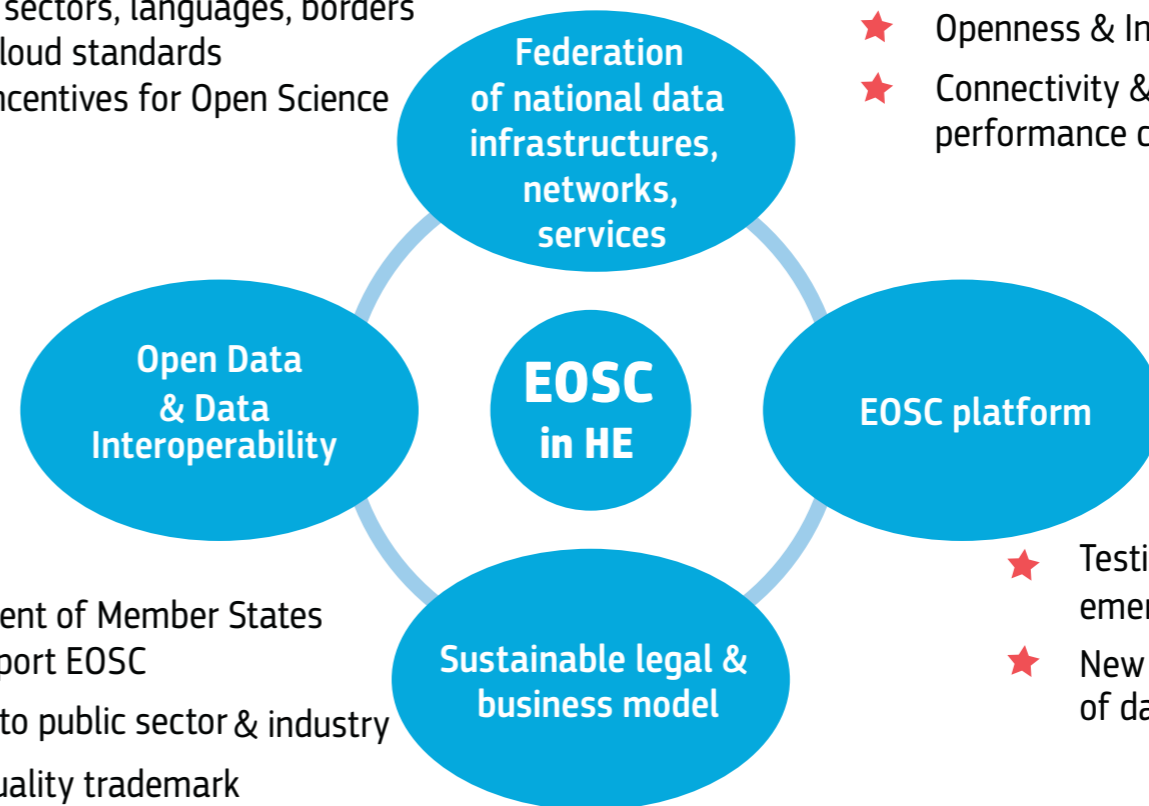 sectors, languages, borders
loud standards
ncentives for Open Science
Federation
of national data
infrastructures,
networks,
services
Openness & In
Connectivity &
performance c
Open Data
& Data
Interoperability
EOSC
in HE
EOSC platform
ent of Member States
port EOSC
to public sector & industry
uality trademark
Sustainable legal &
business model
Testi
emer
New
of da